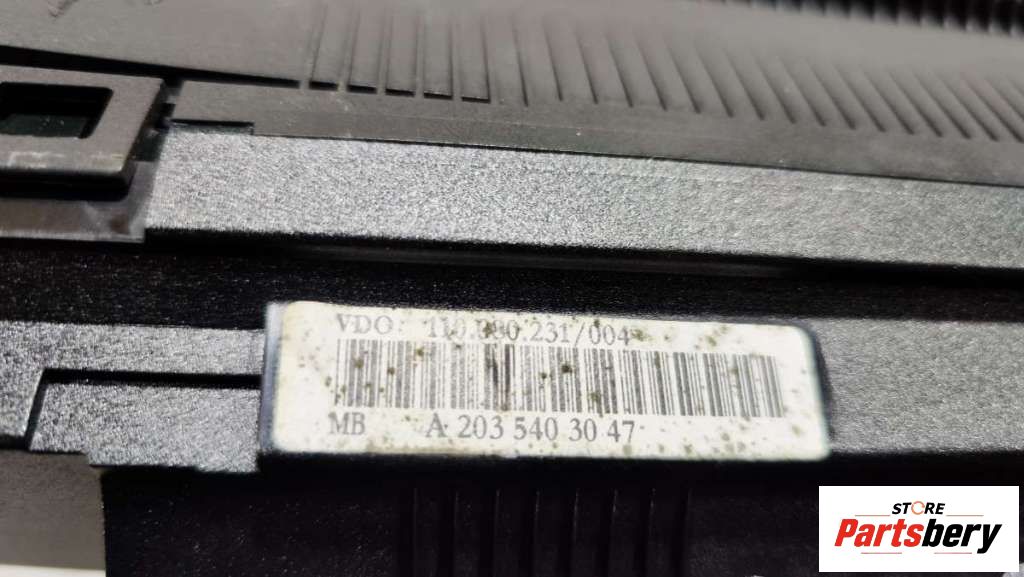 VDO: 110.080.231/004
MB A 203 540 30 47
STORE
Partsbery